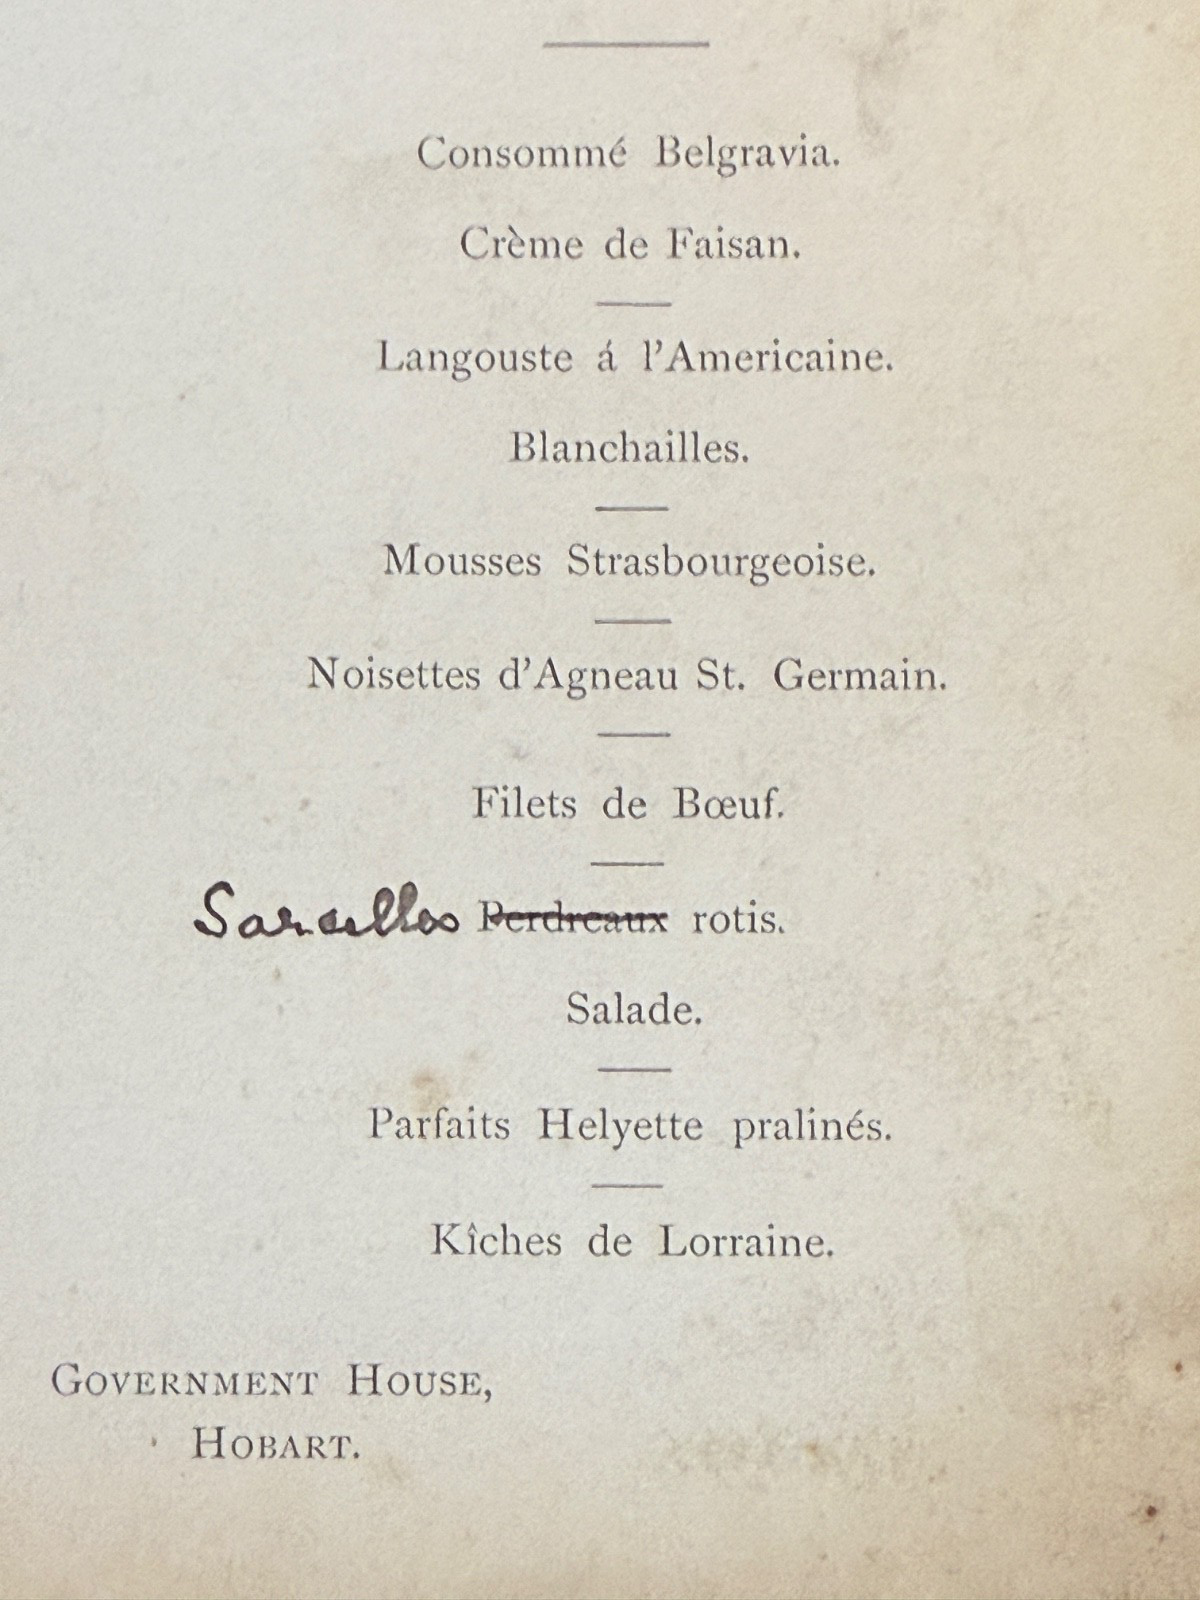 Consommé Belgravia.
Crème de Faisan.
Langouste á l'Americaine.
Blanchailles.
Mousses Strasbourgeoise.
Noisettes d'Agneau St. Germain.
Filets de Bœuf.
Sarcelles Perdreaux rotis.
Salade.
Parfaits Helyette pralinés.
Kîches de Lorraine.
GOVERNMENT HOUSE,
HOBART.